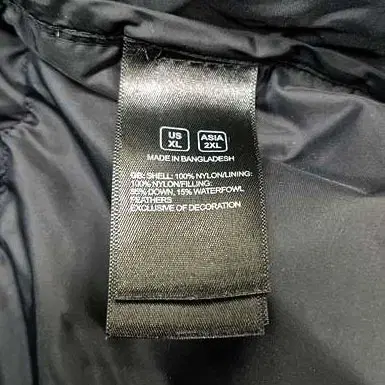 US ASIA
XL 2XL
MADE IN BANGLADESH
GB: SHELL: 100% NYLON/LINING:
100% NYLON/FILLING:
85% DOWN, 15% WATERFOWL
FEATHERS
EXCLUSIVE OF DECORATION